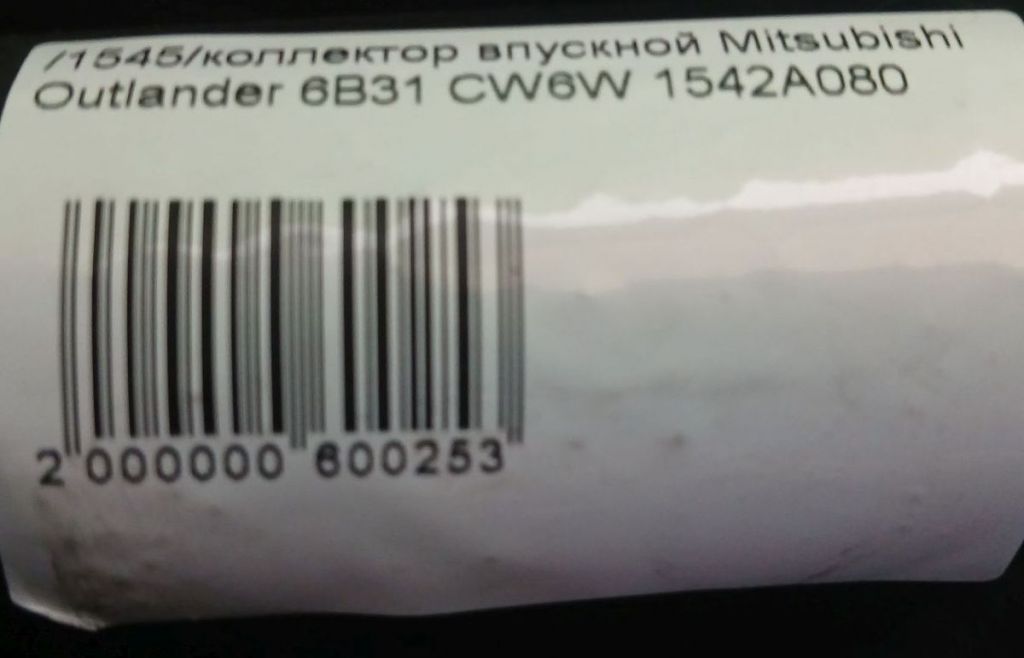 /1545/коллектор впускной Mitsubishi
Outlander 6B31 CW6W 1542A080
2 000000 600253